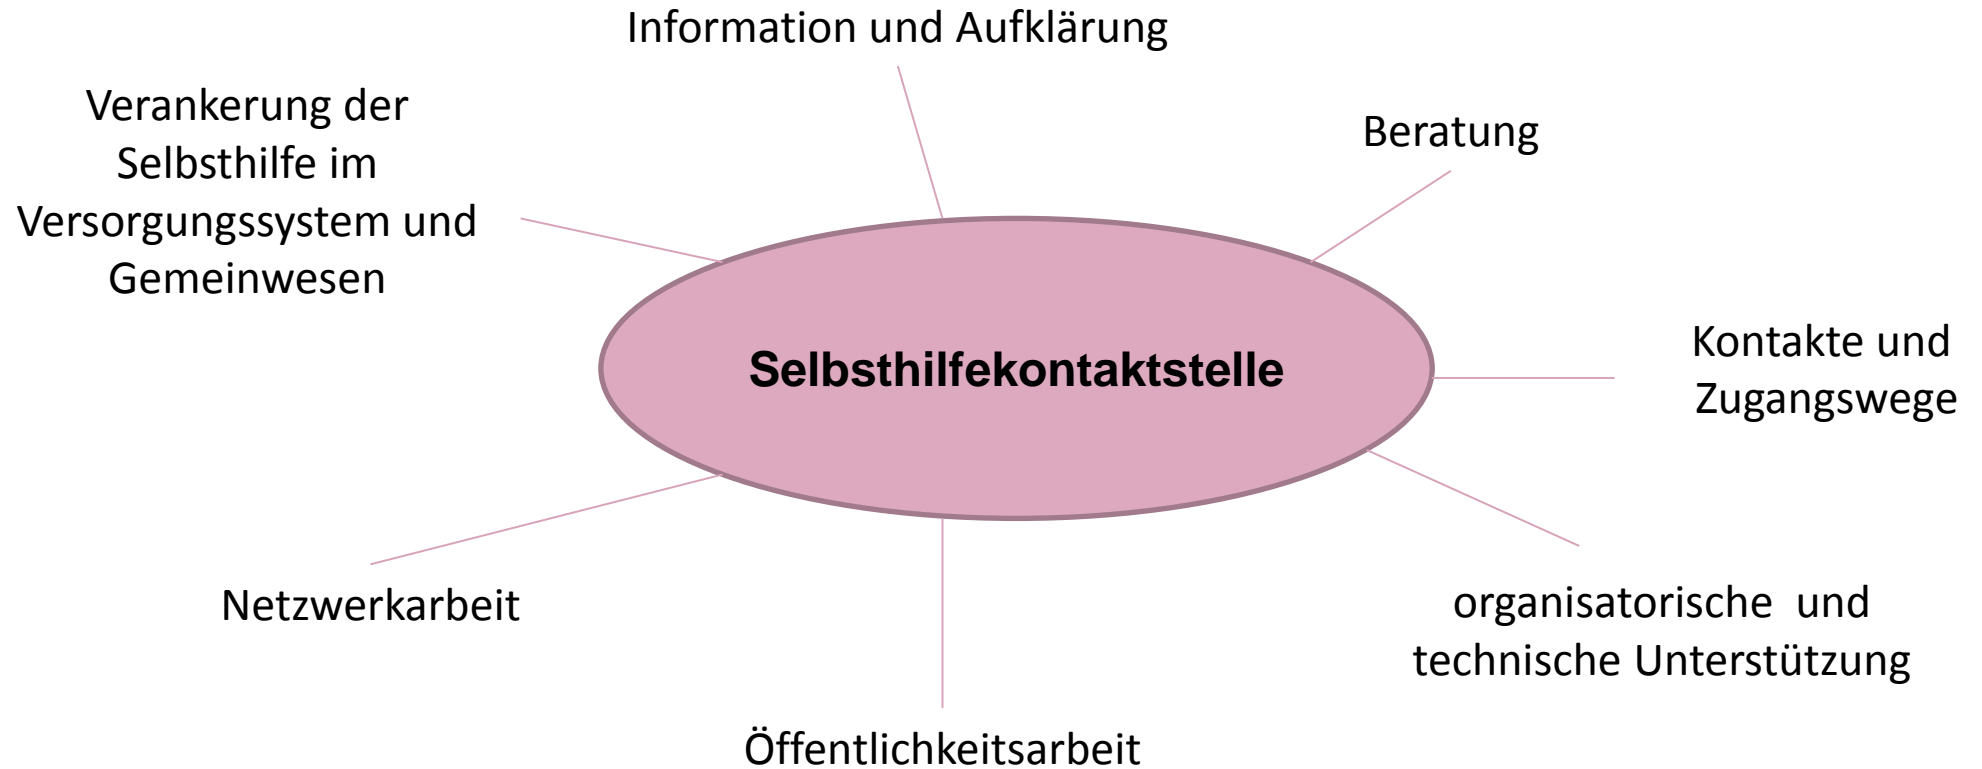 Information und Aufklärung
Verankerung der
Selbsthilfe im
Versorgungssystem und
Gemeinwesen
Beratung
Selbsthilfekontaktstelle
Kontakte und
Zugangswege
Netzwerkarbeit
organisatorische  und
technische Unterstützung
Öffentlichkeitsarbeit